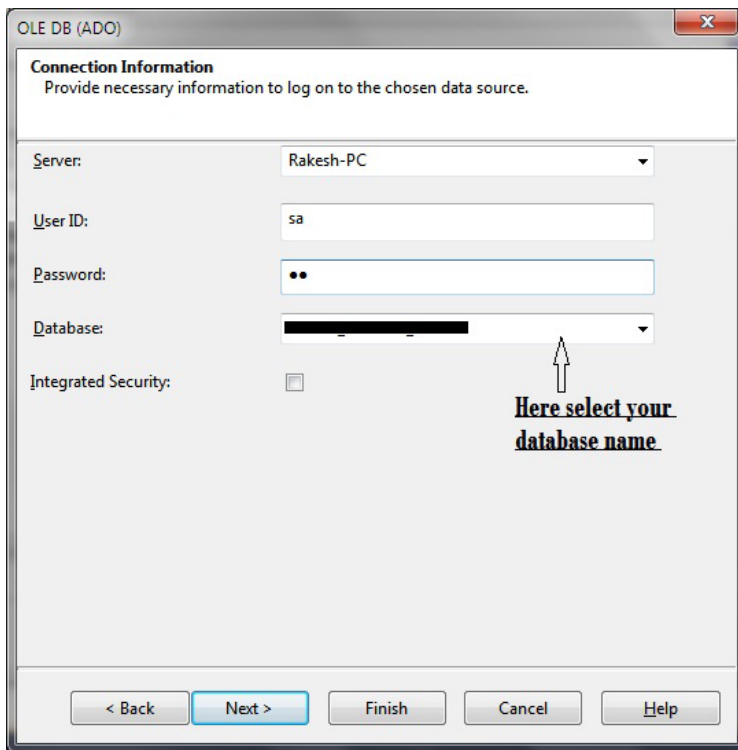 OLE DB (ADO)
Connection Information
Provide necessary information to log on to the chosen data source.
Server:
Rakesh-PC
User ID:
sa
Password:
●●
Database:
Integrated Security:
Here select your
database name
< Back
Next >
Finish
Cancel
Help